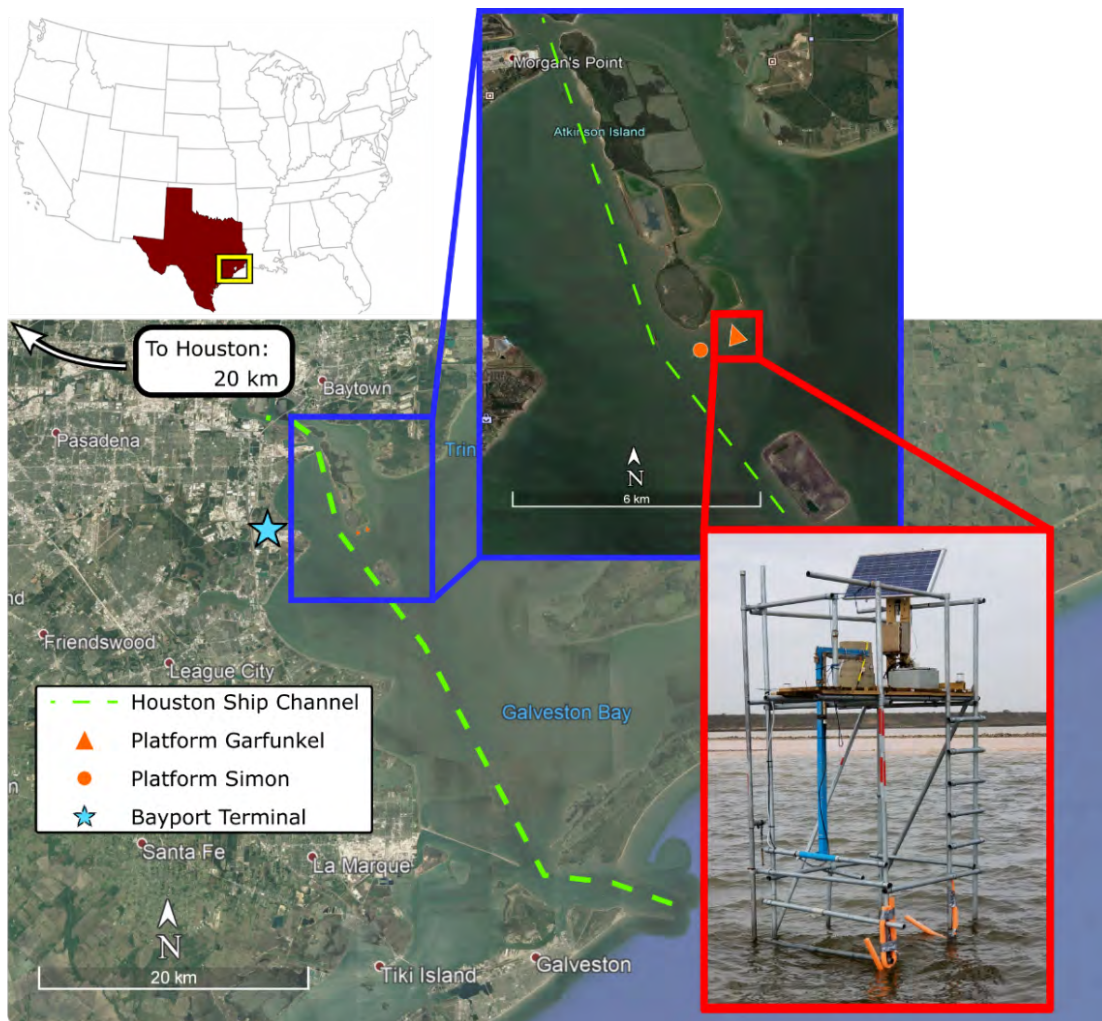 Morgan's Point
Atkinson Island
N
6 km
To Houston:
20 km
Baytown
Pasadena
Trin
nd
Friendswood
League City
Galveston Bay
Houston Ship Channel
Platform Garfunkel
Platform Simon
Bayport Terminal
n
Santa Fe
La Marque
N
20 km
Tiki Island
Galveston